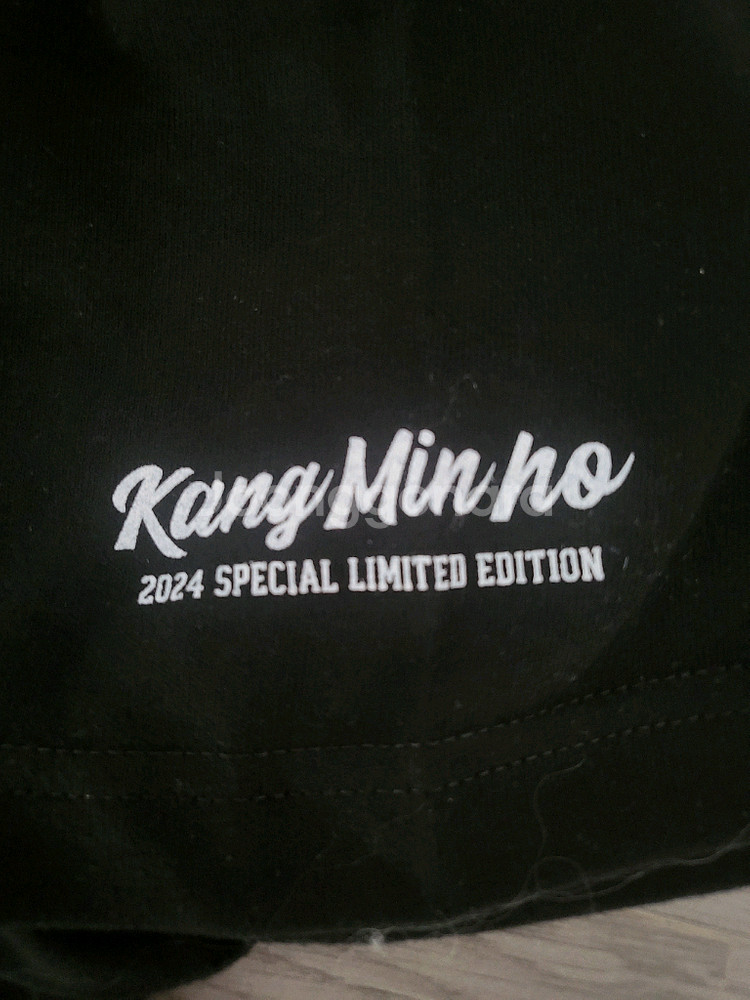 Kang Min ho
2024 SPECIAL LIMITED EDITION